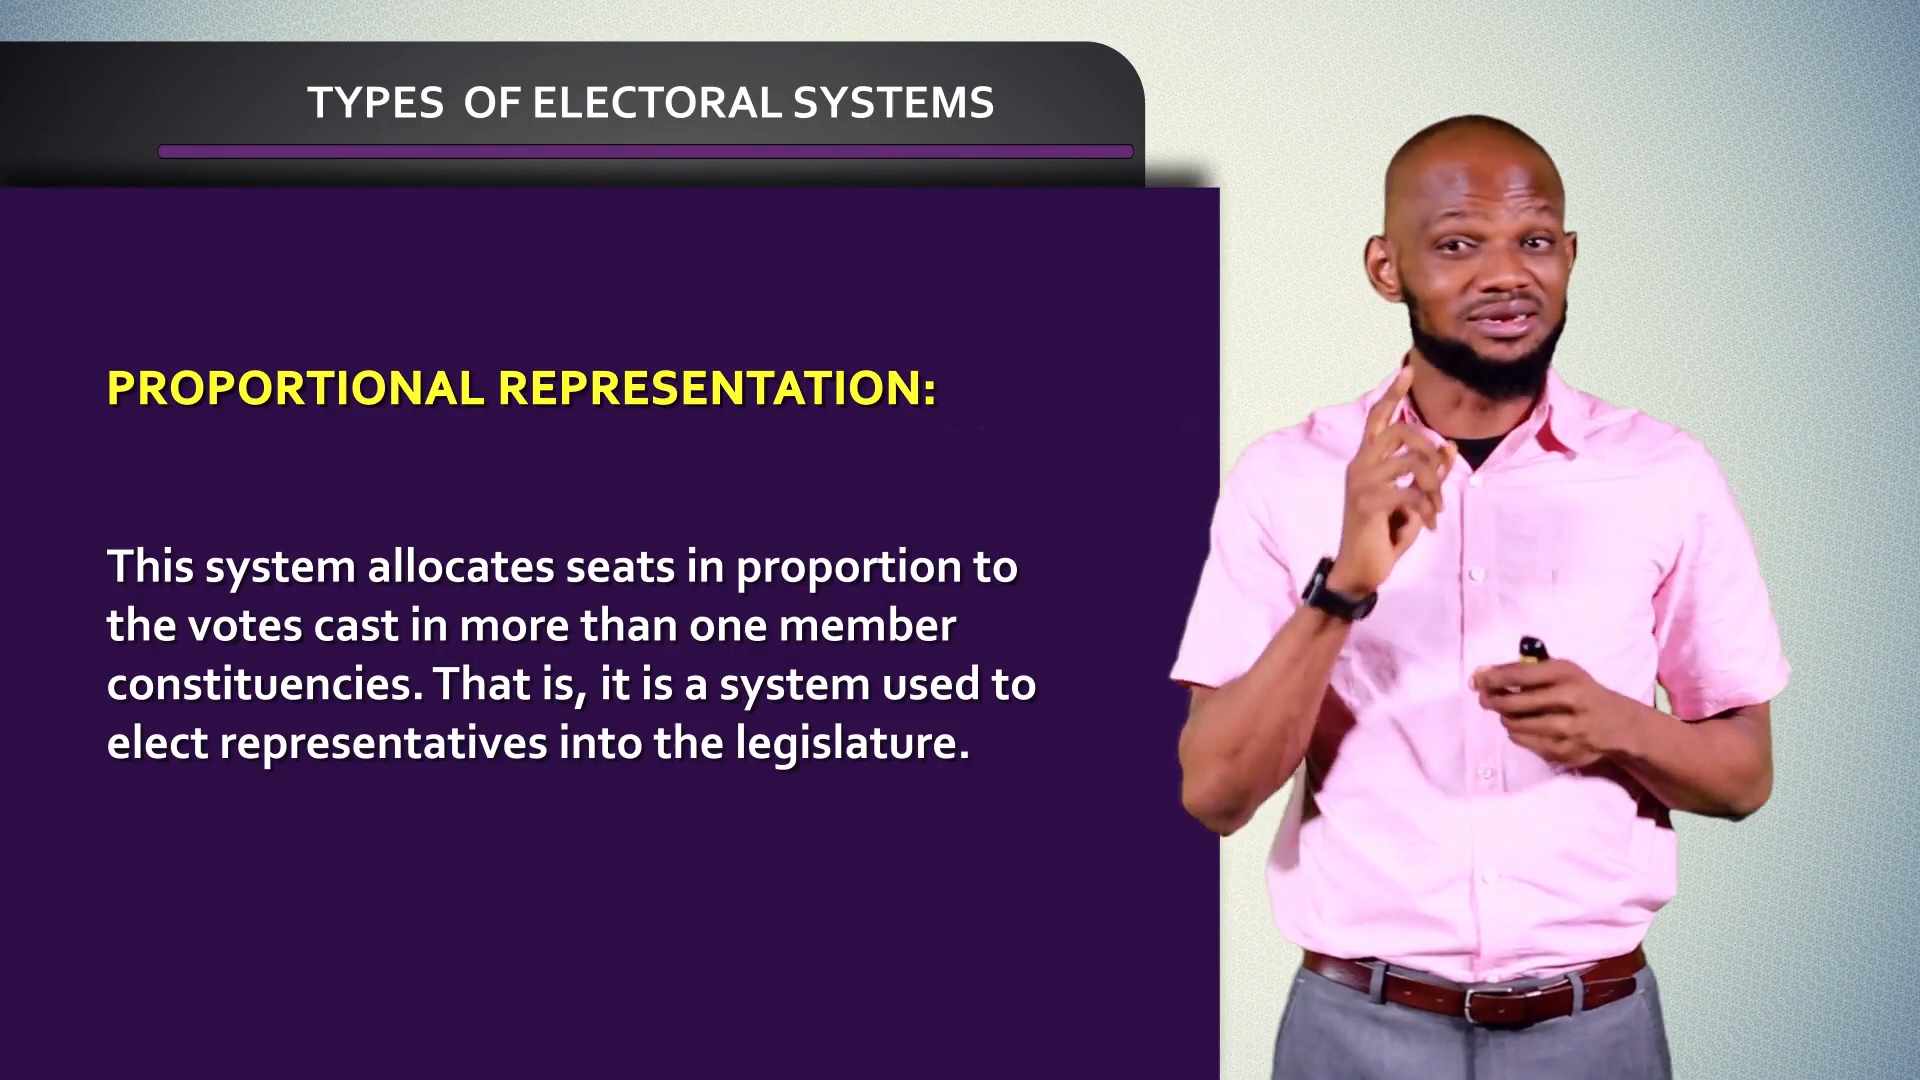 TYPES OF ELECTORAL SYSTEMS
PROPORTIONAL REPRESENTATION:
This system allocates seats in proportion to
the votes cast in more than one member
constituencies. That is, it is a system used to
elect representatives into the legislature.